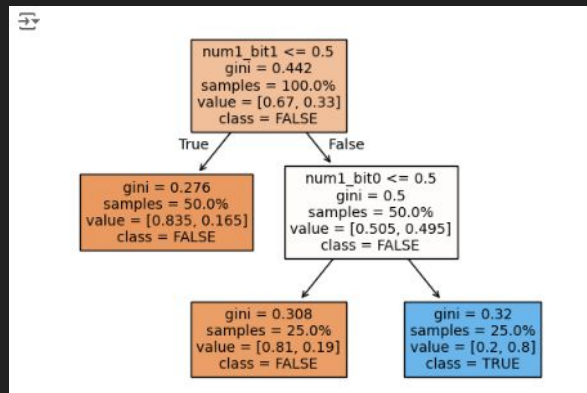 num1_bit1 <= 0.5
gini = 0.442
samples = 100.0%
value = [0.67, 0.33]
class = FALSE
True
False
gini = 0.276
samples = 50.0%
value = [0.835, 0.165]
class = FALSE
num1_bit0 <= 0.5
gini = 0.5
samples = 50.0%
value = [0.505, 0.495]
class = FALSE
gini = 0.308
samples = 25.0%
value = [0.81, 0.19]
class = FALSE
gini = 0.32
samples = 25.0%
value = [0.2, 0.8]
class = TRUE